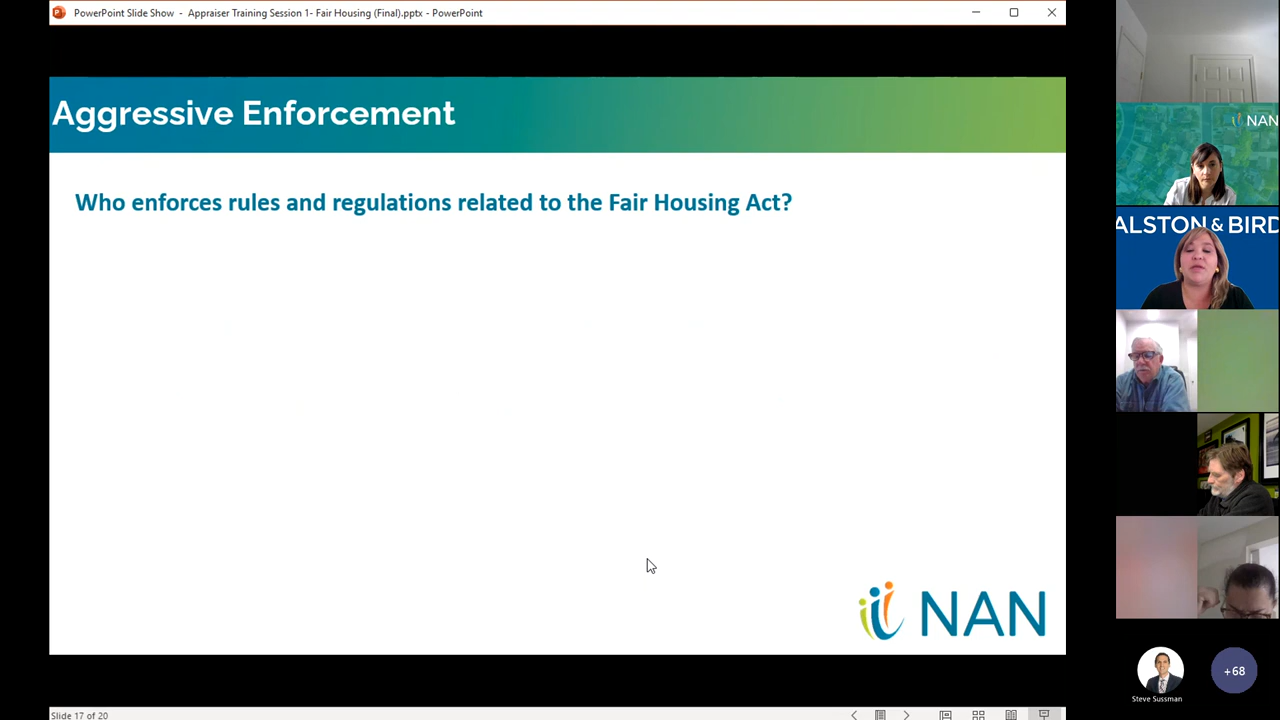 PowerPoint Slide Show - Appraiser Training Session 1- Fair Housing (Final).pptx - PowerPoint
Aggressive Enforcement
Who enforces rules and regulations related to the Fair Housing Act?
NAN
Slide 17 of 20
NAN
ALSTON & BIRD
Steve Sussman
+68